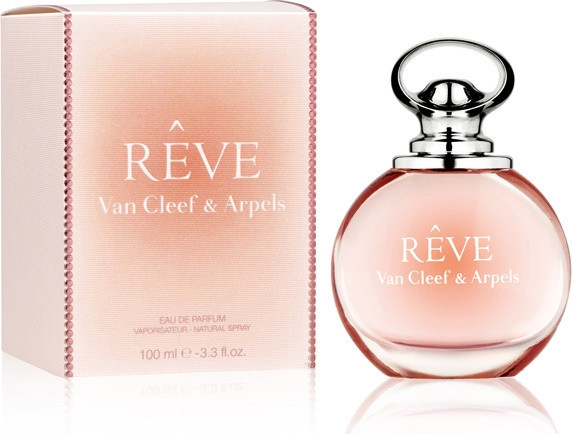 RÊVE
Van Cleef & Arpels
EAU DE PARFUM
VAPORISATEUR - NATURAL SPRAY
100 ml ℮ -3.3 fl.oz.
RÊVE
Van Cleef & Arpels